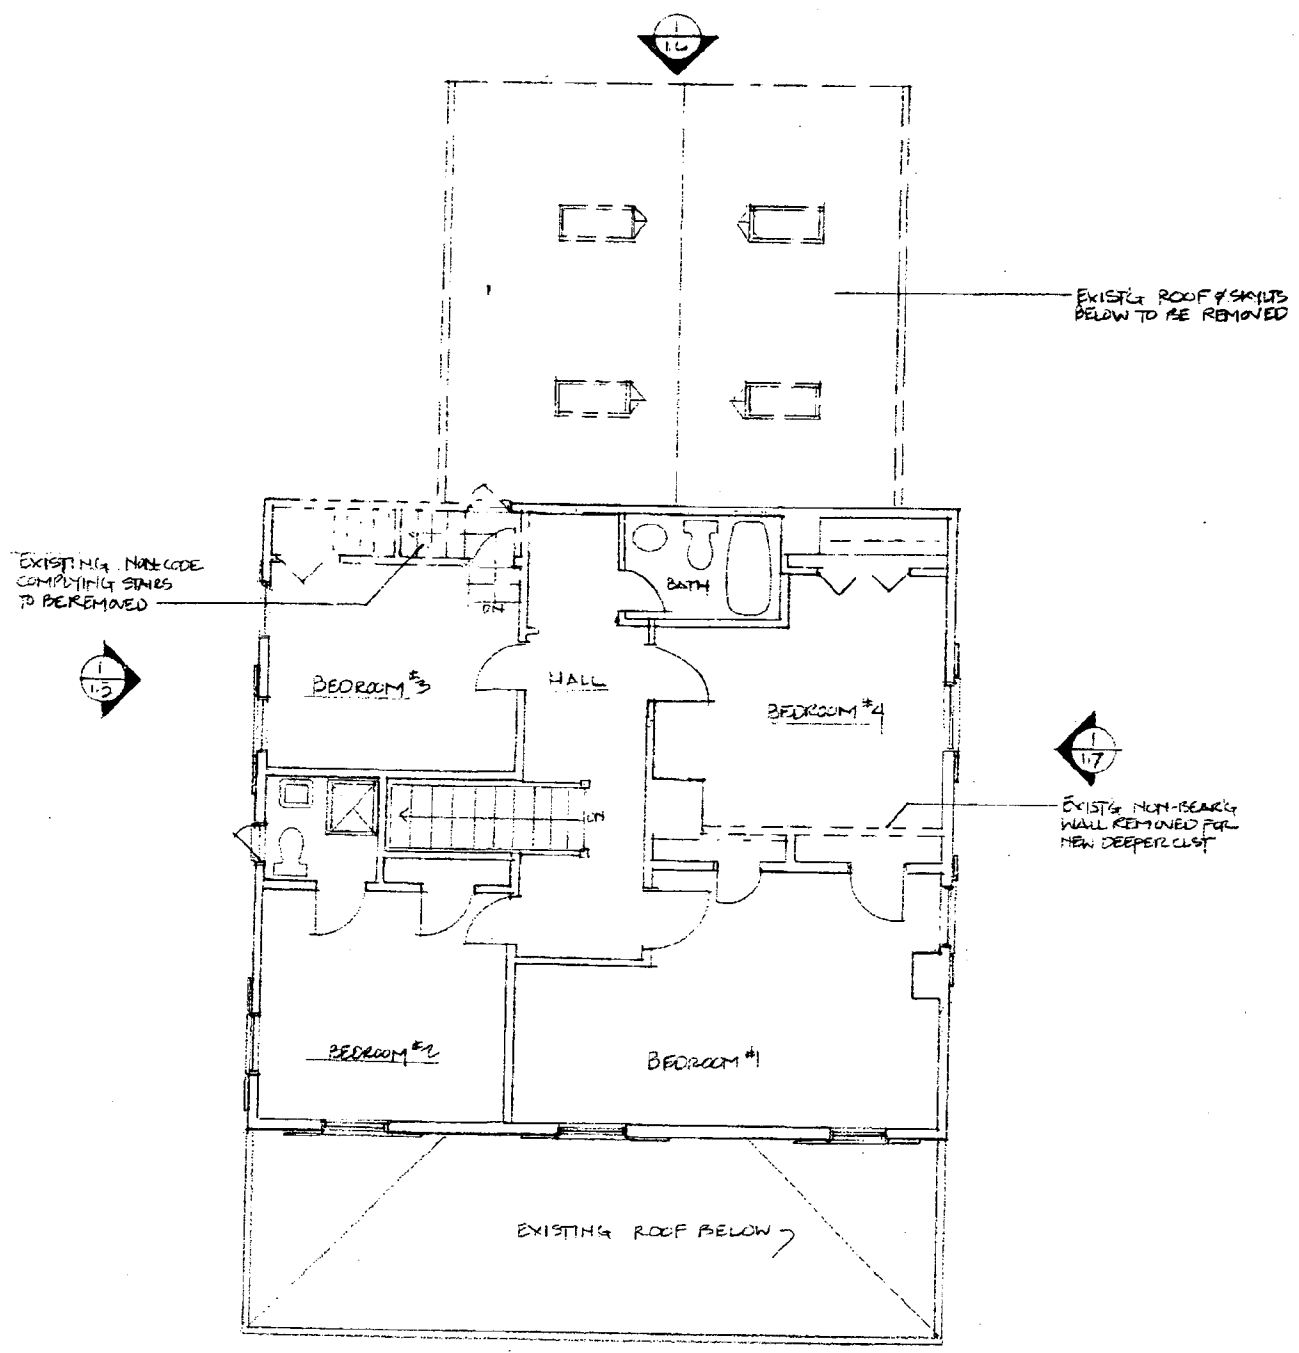 1
1.6
EXIST'G ROOF & SKYLTS
BELOW TO BE REMOVED
EXISTING NON-CODE
COMPLYING STAIRS
TO BE REMOVED
DN
BATH
1
1.5
BEDROOM #3
HALL
BEDROOM #4
1
1.7
EXIST'G NON-BEAR'G
WALL REMOVED FOR
NEW DEEPER CLST
DN
BEDROOM #2
BEDROOM #1
EXISTING ROOF BELOW